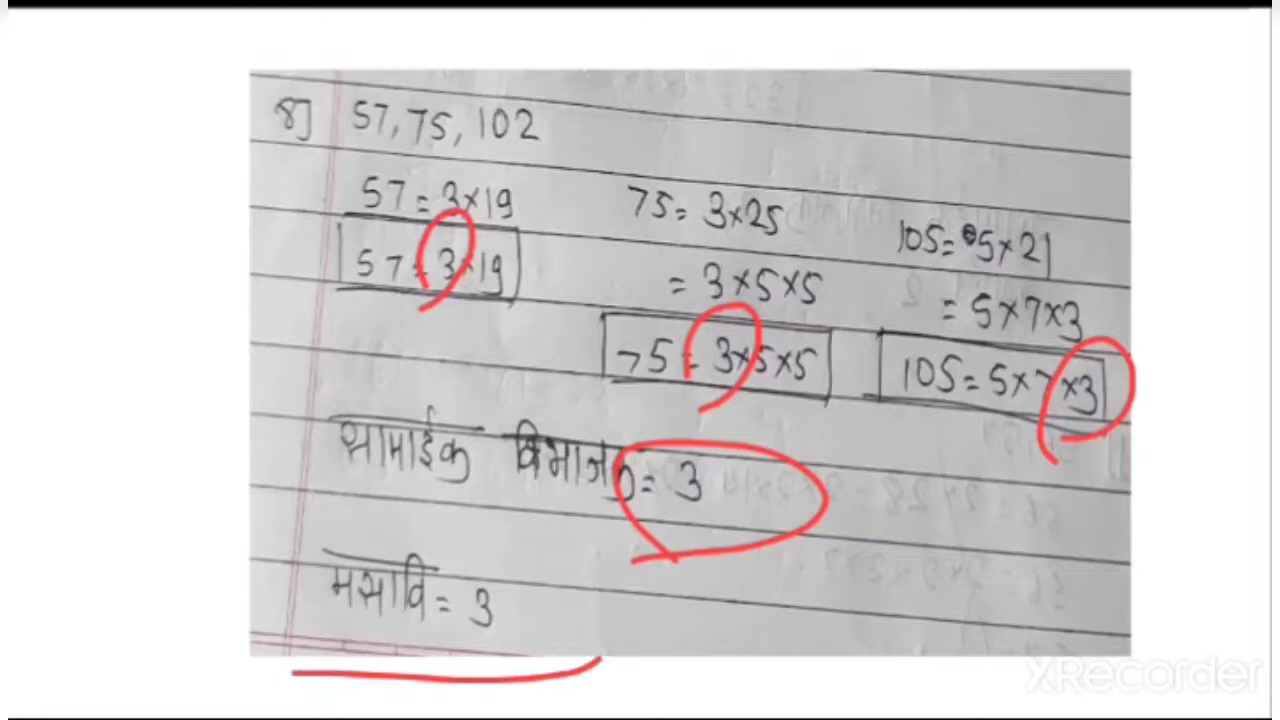 8] 57, 75, 102
57 = 3×19
57 = 3×19
75 = 3×25
= 3×5×5
75 = 3×5×5
105 = 5×21
= 5×7×3
105 = 5×7×3
सामाईक विभाजक = 3
मसावि = 3
XRecorder